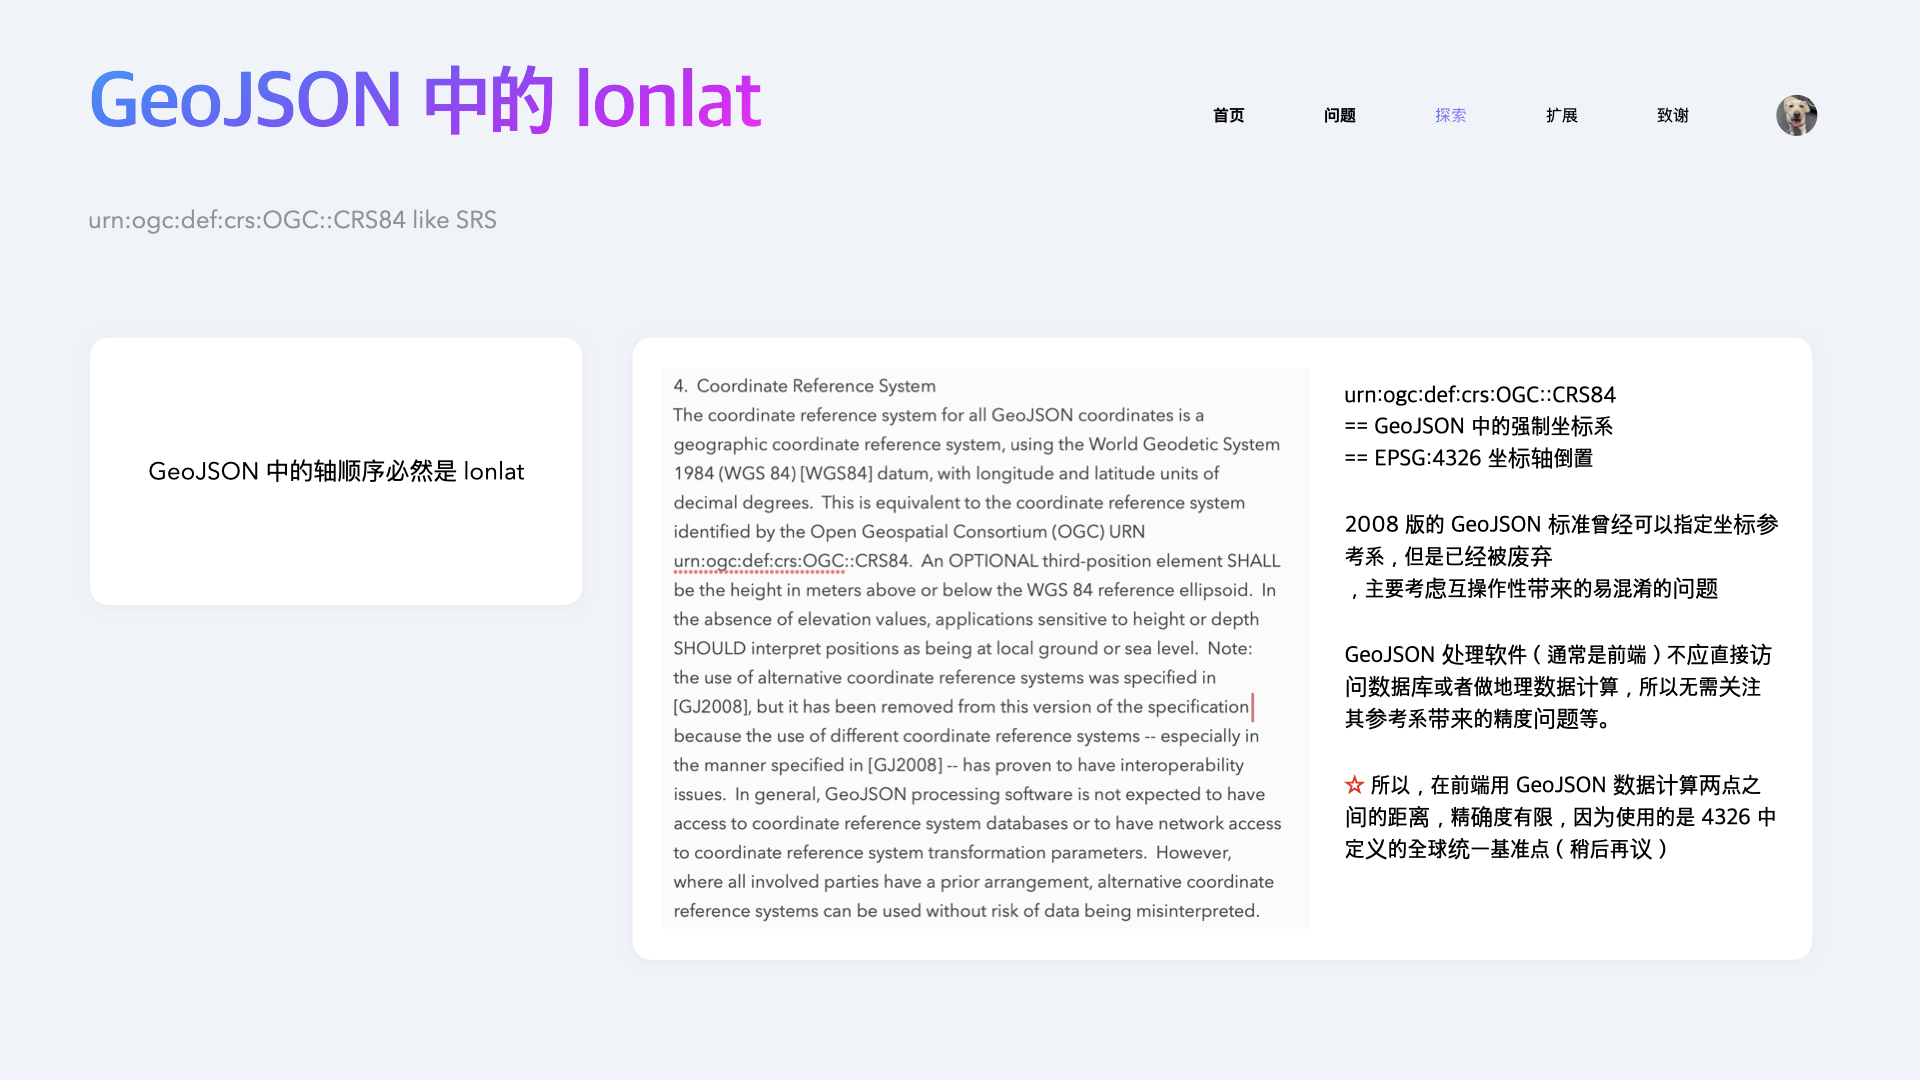 GeoJSON 中的 lonlat
首页
问题
探索
扩展
致谢
urn:ogc:def:crs:OGC::CRS84 like SRS
GeoJSON 中的轴顺序必然是 lonlat
4.  Coordinate Reference System
The coordinate reference system for all GeoJSON coordinates is a
geographic coordinate reference system, using the World Geodetic System
1984 (WGS 84) [WGS84] datum, with longitude and latitude units of
decimal degrees.  This is equivalent to the coordinate reference system
identified by the Open Geospatial Consortium (OGC) URN
urn:ogc:def:crs:OGC::CRS84.  An OPTIONAL third-position element SHALL
be the height in meters above or below the WGS 84 reference ellipsoid.  In
the absence of elevation values, applications sensitive to height or depth
SHOULD interpret positions as being at local ground or sea level.  Note:
the use of alternative coordinate reference systems was specified in
[GJ2008], but it has been removed from this version of the specification
because the use of different coordinate reference systems -- especially in
the manner specified in [GJ2008] -- has proven to have interoperability
issues.  In general, GeoJSON processing software is not expected to have
access to coordinate reference system databases or to have network access
to coordinate reference system transformation parameters.  However,
where all involved parties have a prior arrangement, alternative coordinate
reference systems can be used without risk of data being misinterpreted.
urn:ogc:def:crs:OGC::CRS84
== GeoJSON 中的强制坐标系
== EPSG:4326 坐标轴倒置
2008 版的 GeoJSON 标准曾经可以指定坐标参
考系，但是已经被废弃
，主要考虑互操作性带来的易混淆的问题
GeoJSON 处理软件（通常是前端）不应直接访
问数据库或者做地理数据计算，所以无需关注
其参考系带来的精度问题等。
☆ 所以，在前端用 GeoJSON 数据计算两点之
间的距离，精确度有限，因为使用的是 4326 中
定义的全球统一基准点（稍后再议）